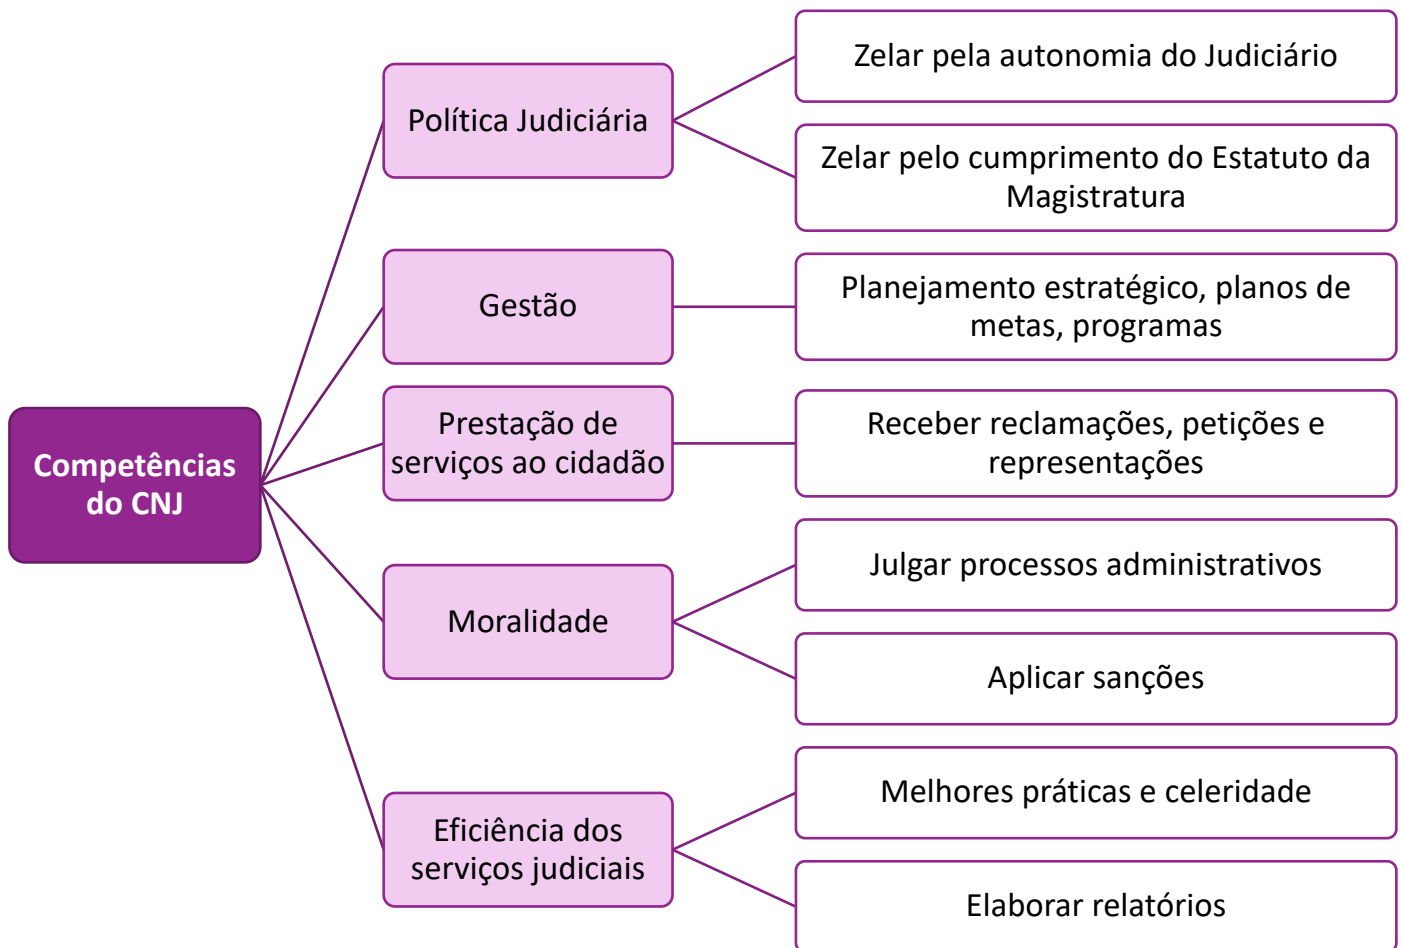 Competências
do CNJ
Política Judiciária
Zelar pela autonomia do Judiciário
Zelar pelo cumprimento do Estatuto da
Magistratura
Gestão
Planejamento estratégico, planos de
metas, programas
Prestação de
serviços ao cidadão
Receber reclamações, petições e
representações
Moralidade
Julgar processos administrativos
Aplicar sanções
Eficiência dos
serviços judiciais
Melhores práticas e celeridade
Elaborar relatórios